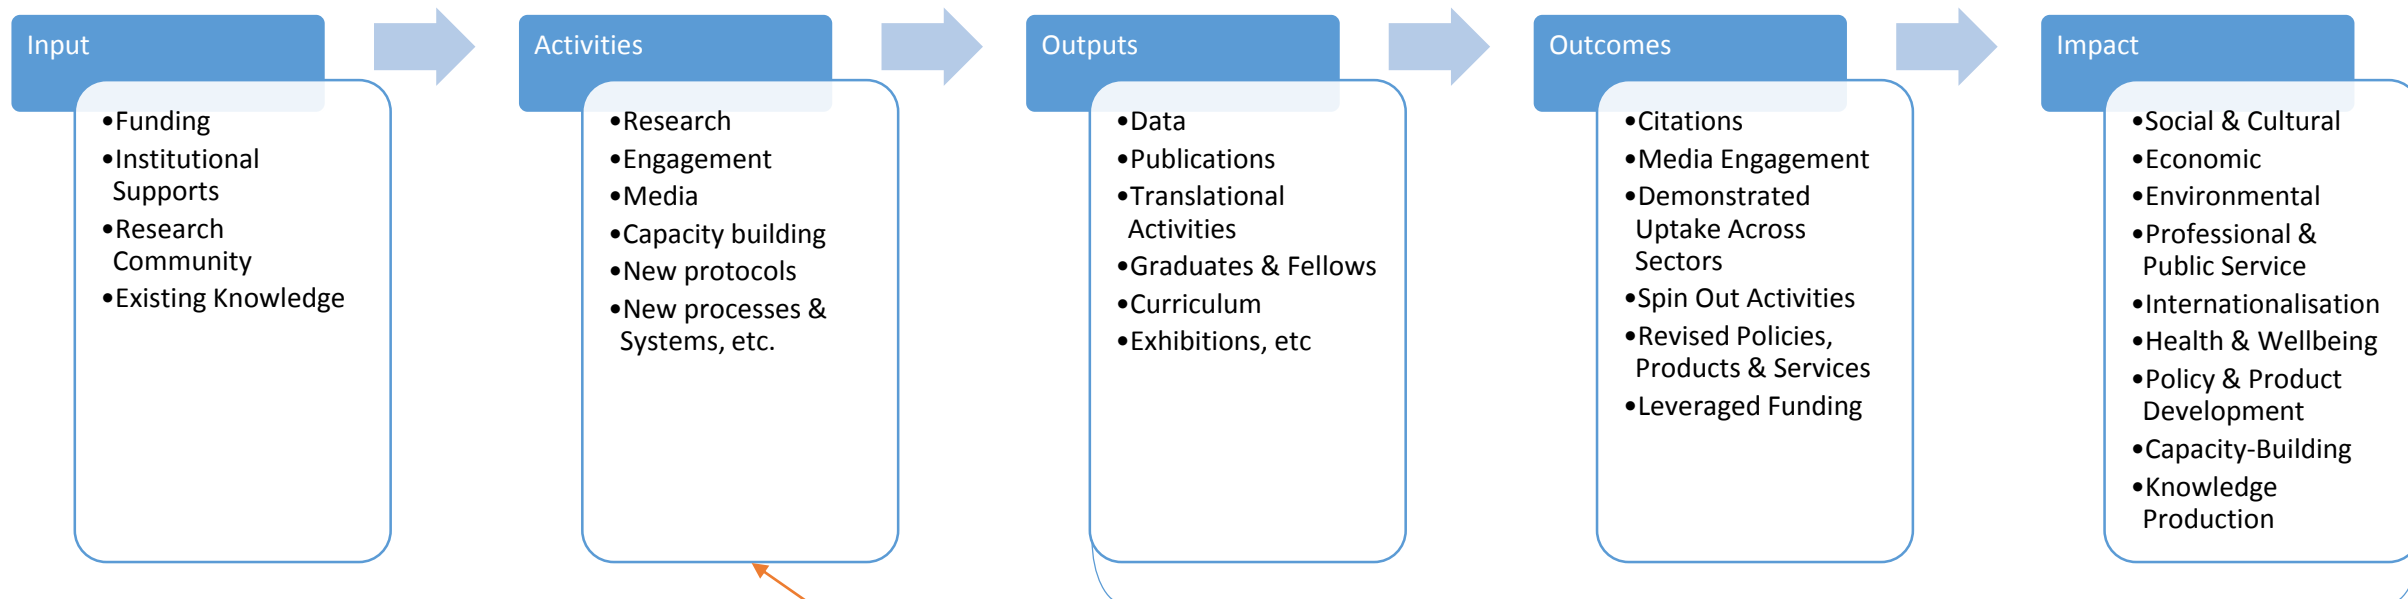 Input
•Funding
•Institutional
Supports
•Research
Community
•Existing Knowledge
Activities
•Research
•Engagement
•Media
•Capacity building
•New protocols
•New processes &
Systems, etc.
Outputs
•Data
•Publications
•Translational
Activities
•Graduates & Fellows
•Curriculum
•Exhibitions, etc
Outcomes
•Citations
•Media Engagement
•Demonstrated
Uptake Across
Sectors
•Spin Out Activities
•Revised Policies,
Products & Services
•Leveraged Funding
Impact
•Social & Cultural
•Economic
•Environmental
•Professional &
Public Service
•Internationalisation
•Health & Wellbeing
•Policy & Product
Development
•Capacity-Building
•Knowledge
Production